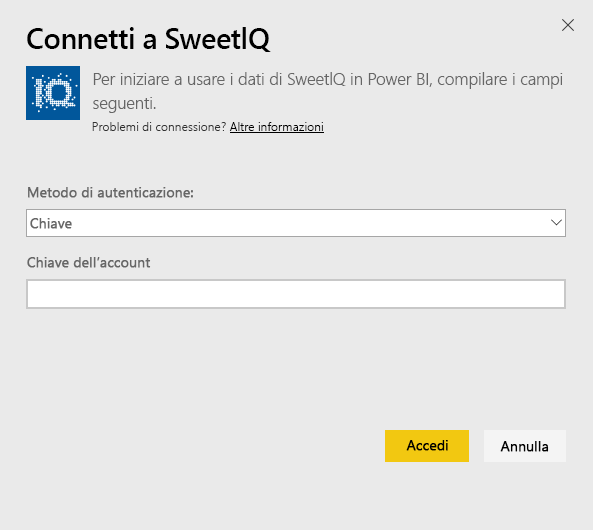 Connetti a SweetIQ
IQ
Per iniziare a usare i dati di SweetIQ in Power BI, compilare i campi
seguenti.
Problemi di connessione? Altre informazioni
Metodo di autenticazione:
Chiave
Chiave dell'account
Accedi
Annulla